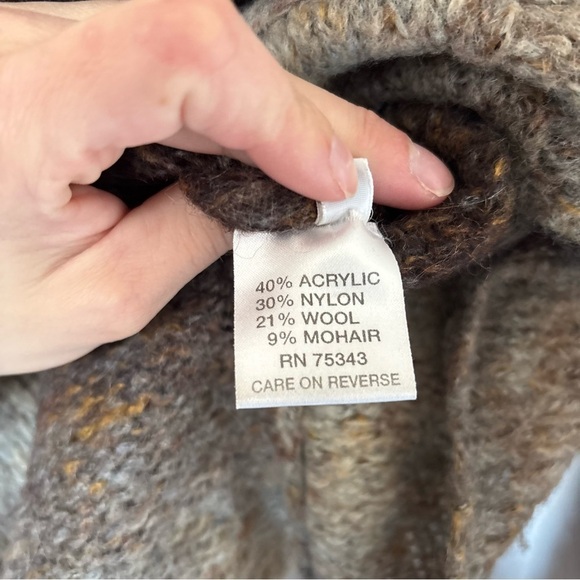 40% ACRYLIC
30% NYLON
21% WOOL
9% MOHAIR
RN 75343
CARE ON REVERSE